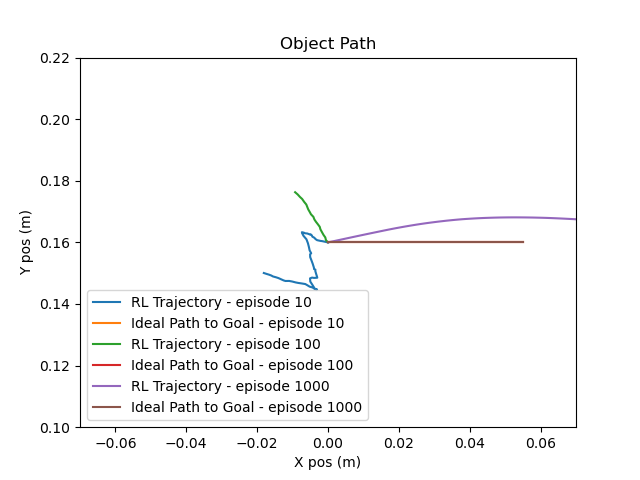 Object Path
0.22
0.20
0.18
0.16
0.14
0.12
0.10
Y pos (m)
RL Trajectory - episode 10
Ideal Path to Goal - episode 10
RL Trajectory - episode 100
Ideal Path to Goal - episode 100
RL Trajectory - episode 1000
Ideal Path to Goal - episode 1000
−0.06 −0.04 −0.02 0.00 0.02 0.04 0.06
X pos (m)